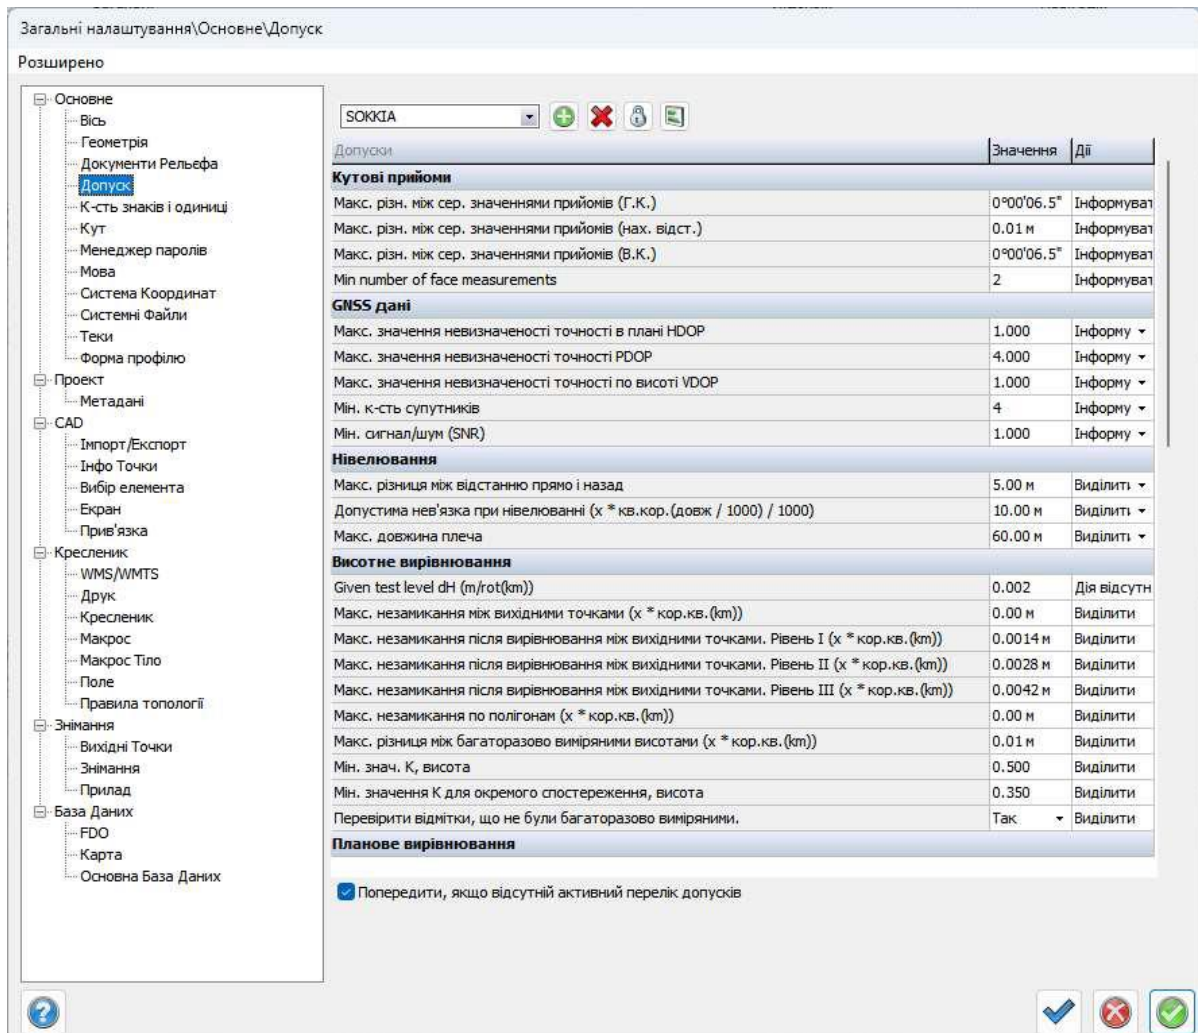 Загальні налаштування\Основне\Допуск
Розширено
Основне
Вісь
Геометрія
Документи Рельєфа
Допуск
К-сть знаків і одиниці
Кут
Менеджер паролів
Мова
Система Координат
Системні Файли
Теки
Форма профілю
Проект
Метадані
CAD
Імпорт/Експорт
Інфо Точки
Вибір елемента
Екран
Прив'язка
Кресленик
WMS/WMTS
Друк
Кресленик
Макрос
Макрос Тіло
Поле
Правила топології
Знімання
Вихідні Точки
Знімання
Прилад
База Даних
FDO
Карта
Основна База Даних
SOKKIA
Допуски Значення Дії
Кутові прийоми
Макс. різн. між сер. значеннями прийомів (Г.К.) 0°00'06.5" Інформуват
Макс. різн. між сер. значеннями прийомів (нах. відст.) 0.01 м Інформуват
Макс. різн. між сер. значеннями прийомів (В.К.) 0°00'06.5" Інформуват
Min number of face measurements 2 Інформуват
GNSS дані
Макс. значення невизначеності точності в плані HDOP 1.000 Інформу
Макс. значення невизначеності точності PDOP 4.000 Інформу
Макс. значення невизначеності точності по висоті VDOP 1.000 Інформу
Мін. к-сть супутників 4 Інформу
Мін. сигнал/шум (SNR) 1.000 Інформу
Нівелювання
Макс. різниця між відстанню прямо і назад 5.00 м Виділити
Допустима нев'язка при нівелюванні (x * кв.кор.(довж / 1000) / 1000) 10.00 м Виділити
Макс. довжина плеча 60.00 м Виділити
Висотне вирівнювання
Given test level dH (m/rot(km)) 0.002 Дія відсутн
Макс. незамикання між вихідними точками (x * кор.кв.(km)) 0.00 м Виділити
Макс. незамикання після вирівнювання між вихідними точками. Рівень I (x * кор.кв.(km)) 0.0014 м Виділити
Макс. незамикання після вирівнювання між вихідними точками. Рівень II (x * кор.кв.(km)) 0.0028 м Виділити
Макс. незамикання після вирівнювання між вихідними точками. Рівень III (x * кор.кв.(km)) 0.0042 м Виділити
Макс. незамикання по полігонам (x * кор.кв.(km)) 0.00 м Виділити
Макс. різниця між багаторазово виміряними висотами (x * кор.кв.(km)) 0.01 м Виділити
Мін. знач. K, висота 0.500 Виділити
Мін. значення K для окремого спостереження, висота 0.350 Виділити
Перевірити відмітки, що не були багаторазово виміряними. Так Виділити
Планове вирівнювання
Попередити, якщо відсутній активний перелік допусків